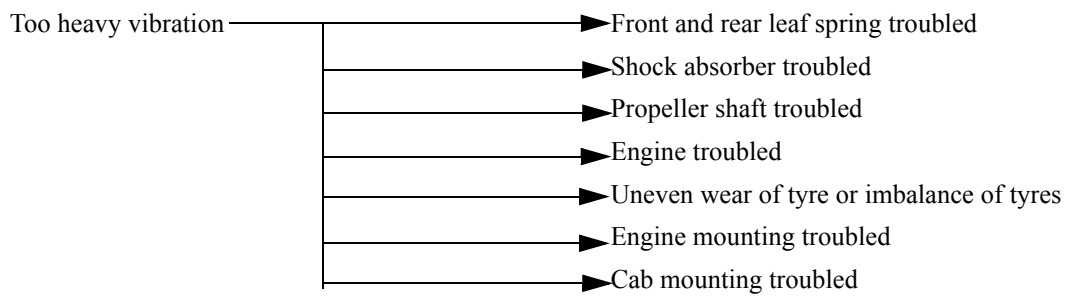 Too heavy vibration
Front and rear leaf spring troubled
Shock absorber troubled
Propeller shaft troubled
Engine troubled
Uneven wear of tyre or imbalance of tyres
Engine mounting troubled
Cab mounting troubled